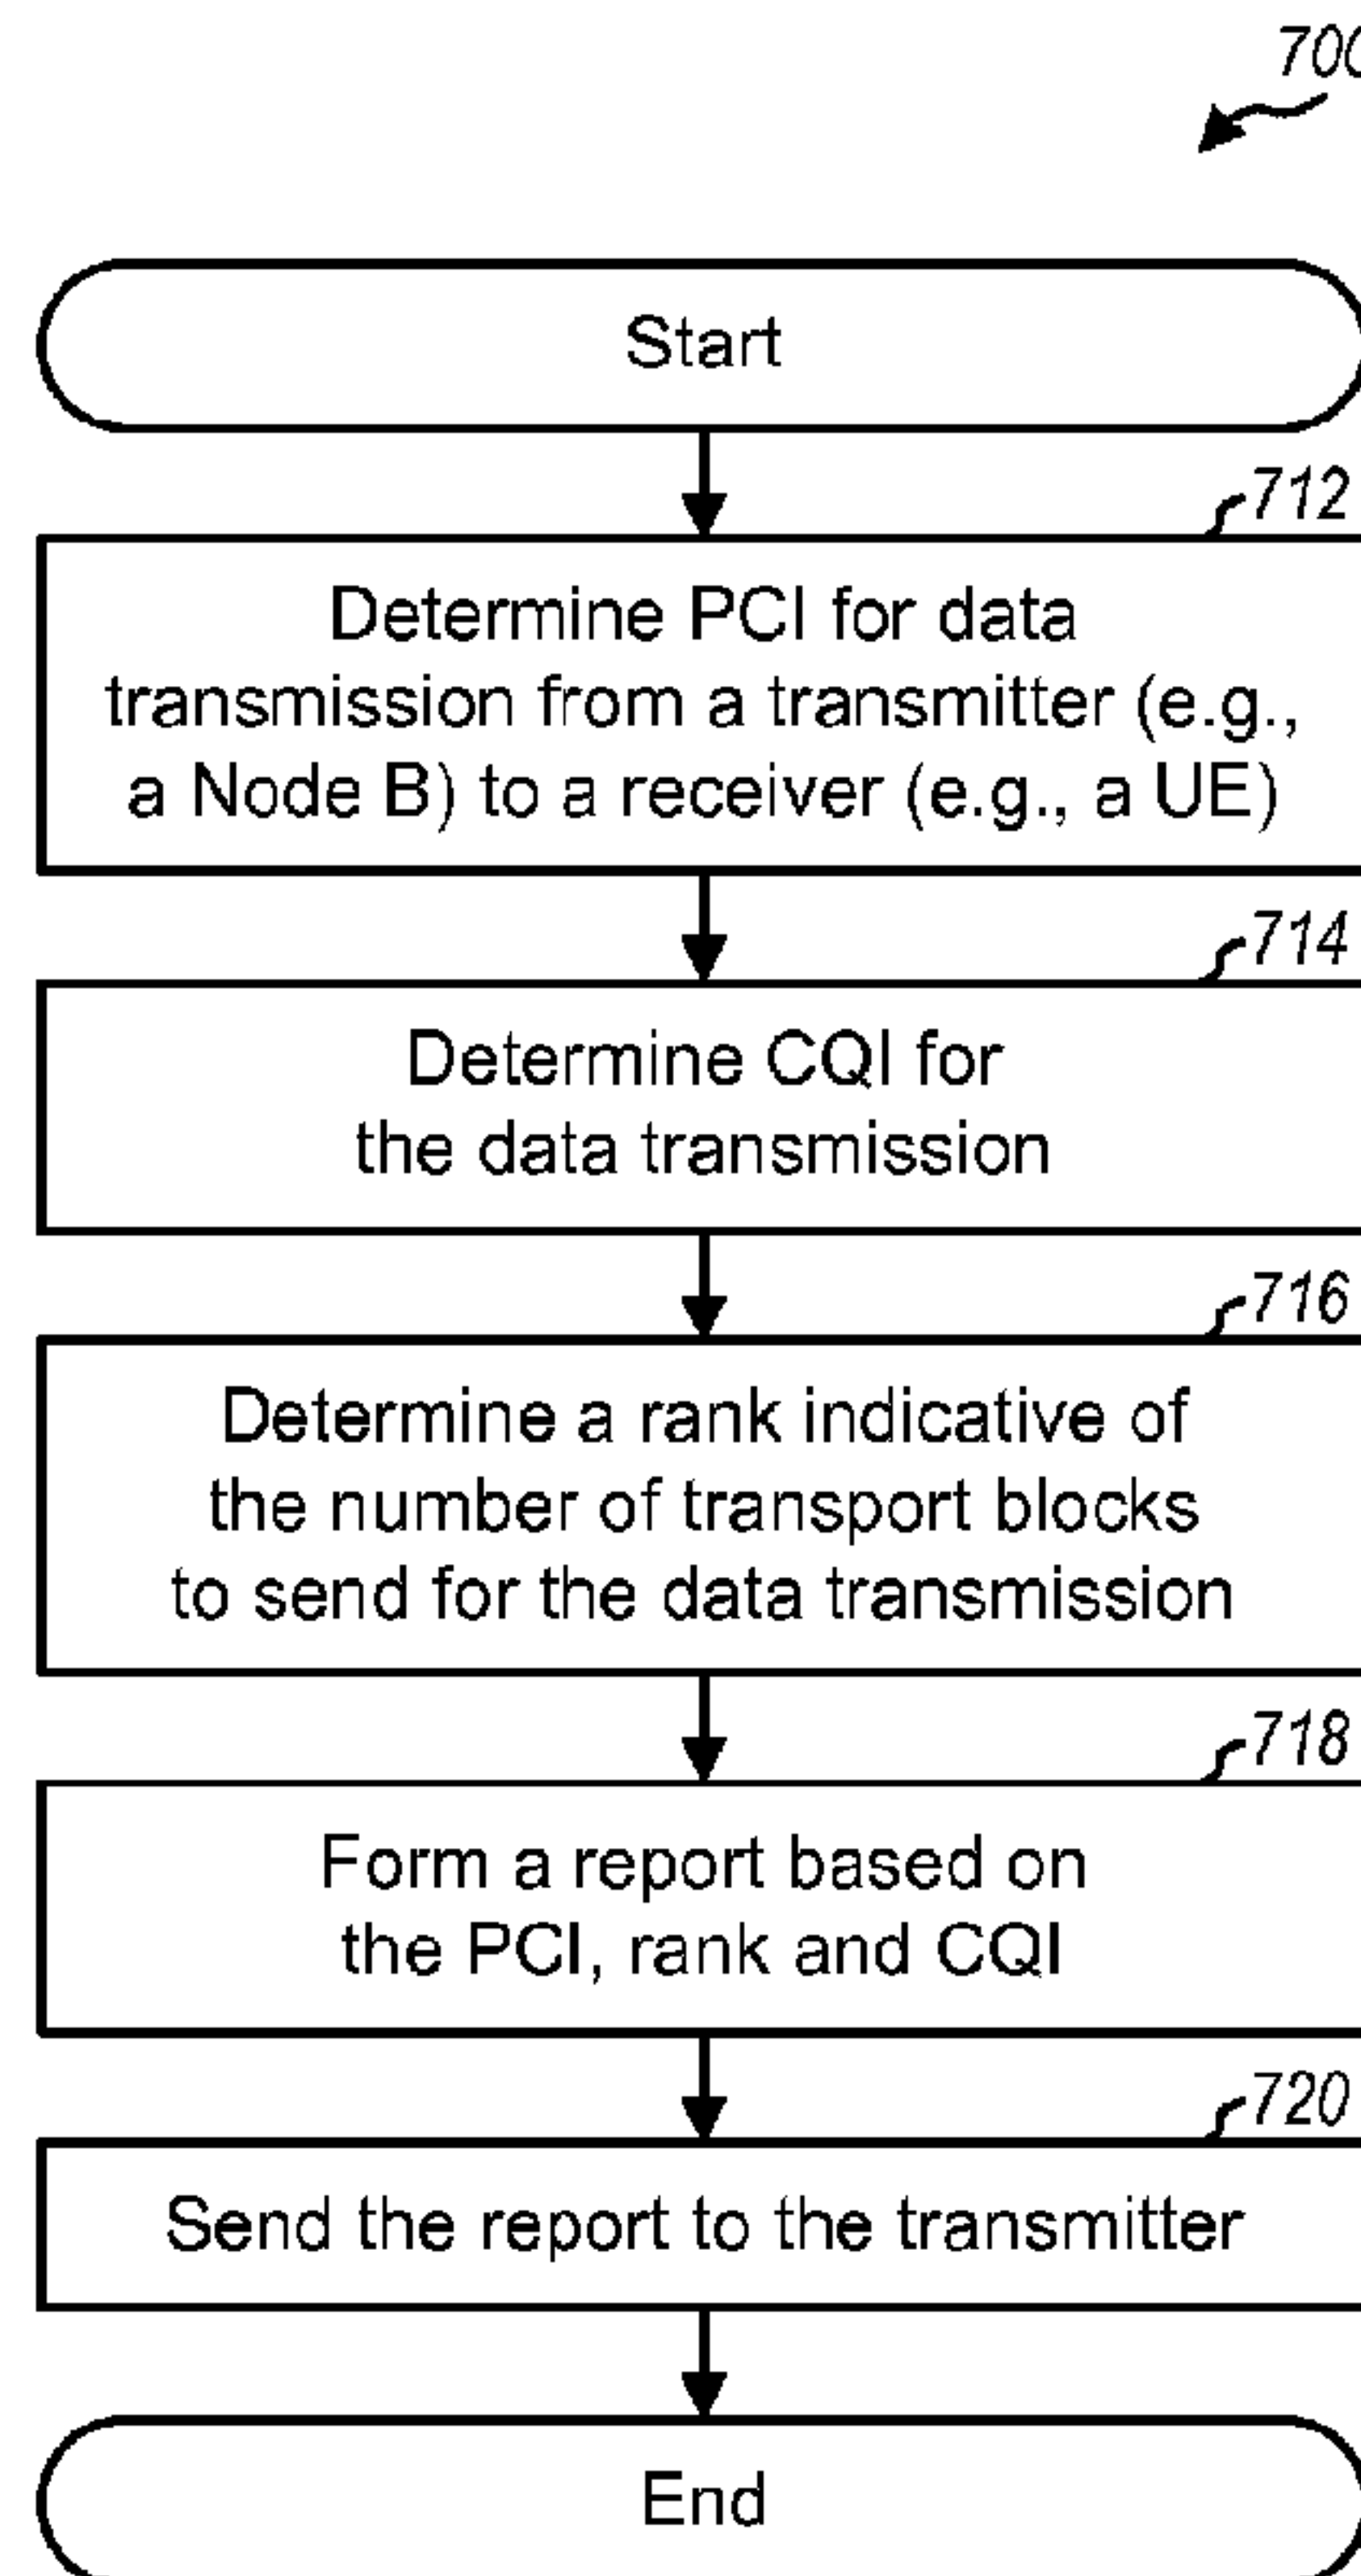 700
Start
712
Determine PCI for data
transmission from a transmitter (e.g.,
a Node B) to a receiver (e.g., a UE)
714
Determine CQI for
the data transmission
716
Determine a rank indicative of
the number of transport blocks
to send for the data transmission
718
Form a report based on
the PCI, rank and CQI
720
Send the report to the transmitter
End